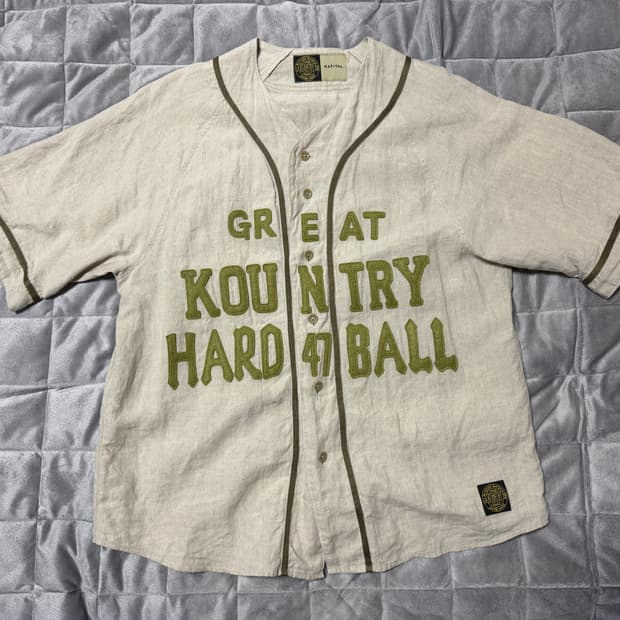 KAPITAL
GREAT
KOUNTRY
HARD 47 BALL